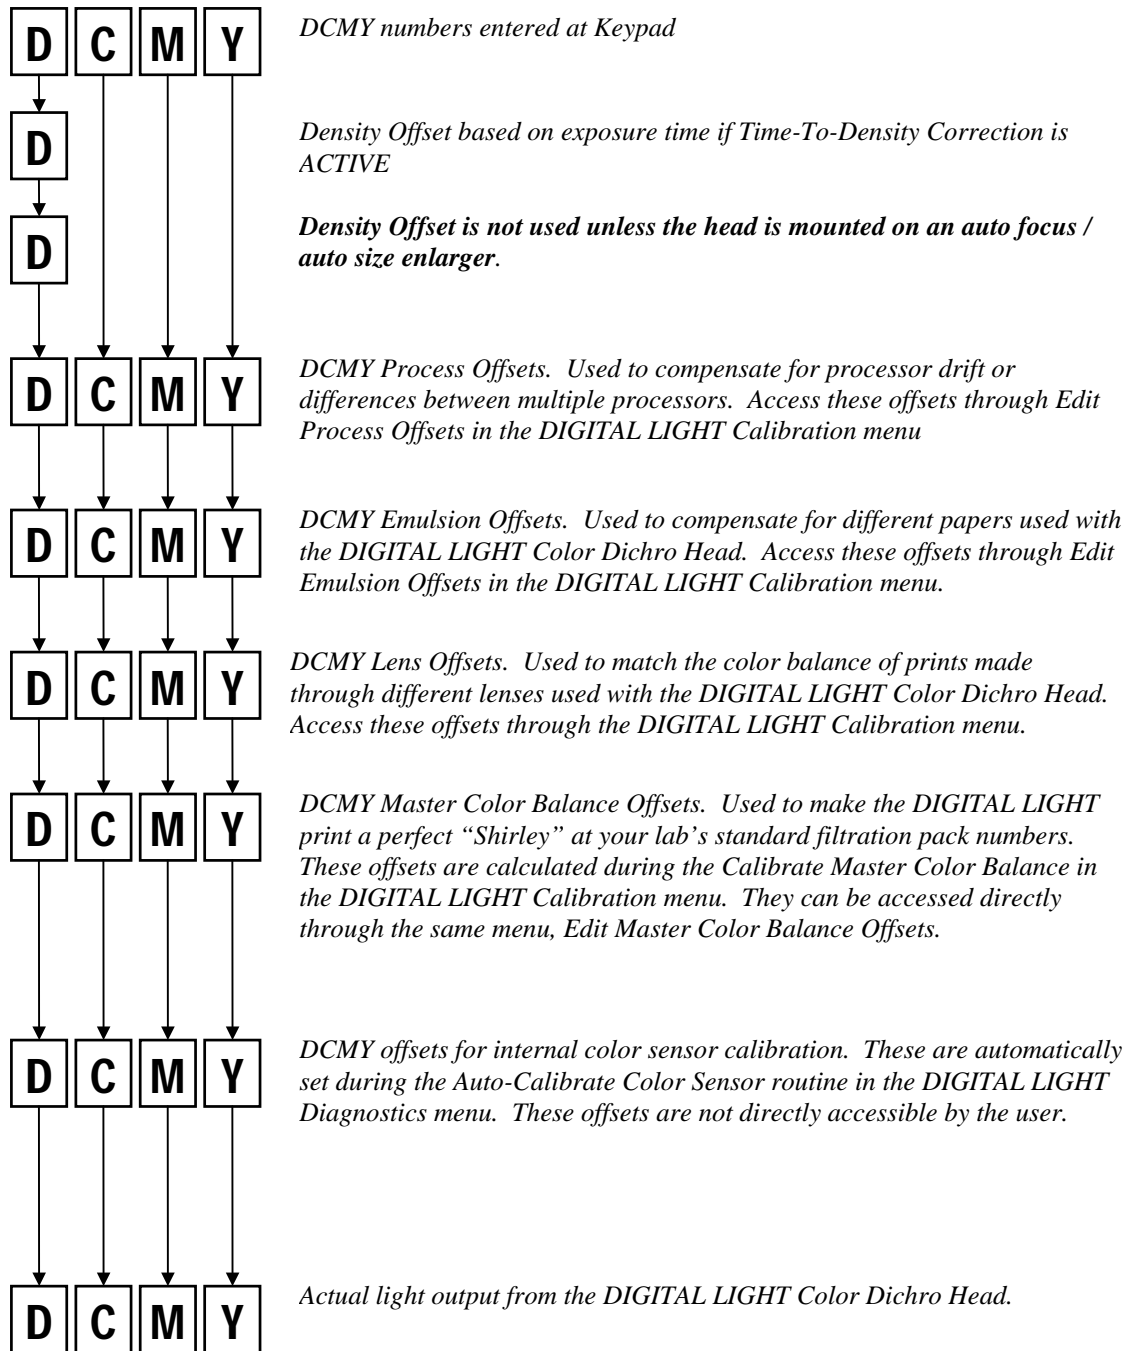 D C M Y DCMY numbers entered at Keypad
D Density Offset based on exposure time if Time-To-Density Correction is
ACTIVE
D Density Offset is not used unless the head is mounted on an auto focus /
auto size enlarger.
D C M Y DCMY Process Offsets. Used to compensate for processor drift or
differences between multiple processors. Access these offsets through Edit
Process Offsets in the DIGITAL LIGHT Calibration menu
D C M Y DCMY Emulsion Offsets. Used to compensate for different papers used with
the DIGITAL LIGHT Color Dichro Head. Access these offsets through Edit
Emulsion Offsets in the DIGITAL LIGHT Calibration menu.
D C M Y DCMY Lens Offsets. Used to match the color balance of prints made
through different lenses used with the DIGITAL LIGHT Color Dichro Head.
Access these offsets through the DIGITAL LIGHT Calibration menu.
D C M Y DCMY Master Color Balance Offsets. Used to make the DIGITAL LIGHT
print a perfect “Shirley” at your lab’s standard filtration pack numbers.
These offsets are calculated during the Calibrate Master Color Balance in
the DIGITAL LIGHT Calibration menu. They can be accessed directly
through the same menu, Edit Master Color Balance Offsets.
D C M Y DCMY offsets for internal color sensor calibration. These are automatically
set during the Auto-Calibrate Color Sensor routine in the DIGITAL LIGHT
Diagnostics menu. These offsets are not directly accessible by the user.
D C M Y Actual light output from the DIGITAL LIGHT Color Dichro Head.